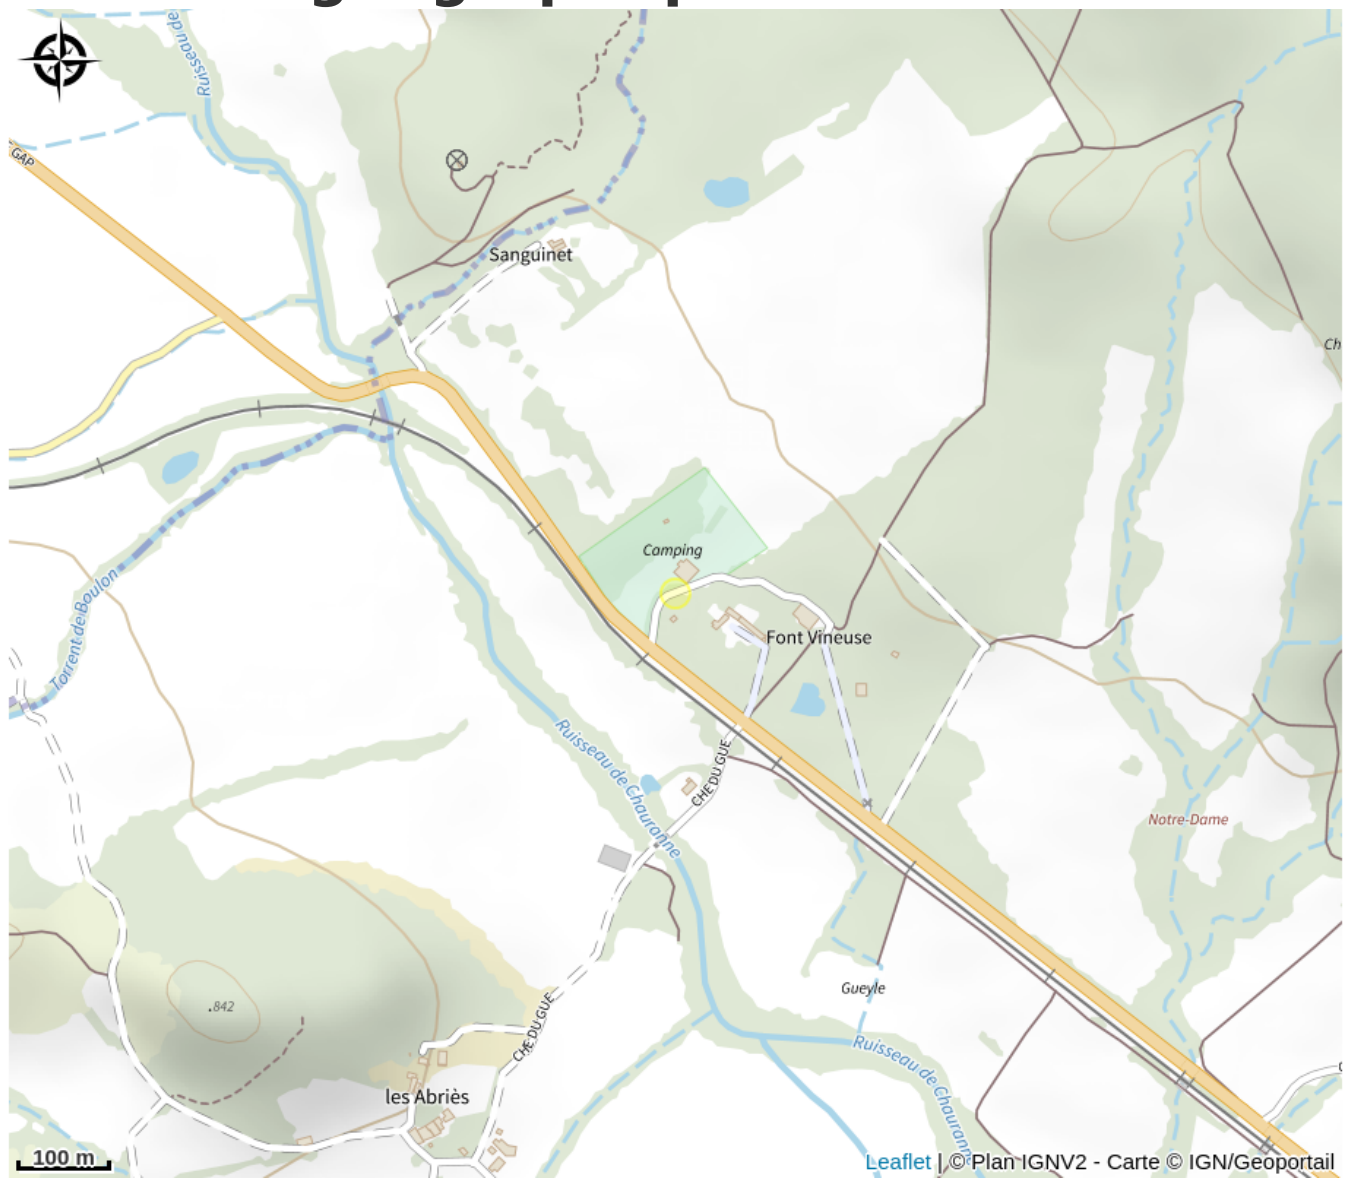 Ruisseau de
GAP
Sanguinet
Ch
Camping
Font Vineuse
Torrent de Boulon
Ruisseau de Chauranne
CHE DU GUE
Notre-Dame
Gueyle
.842
CHE DU GUE
Ruisseau de Chauranne
les Abriès
100 m
Leaflet | © Plan IGNV2 - Carte © IGN/Geoportail